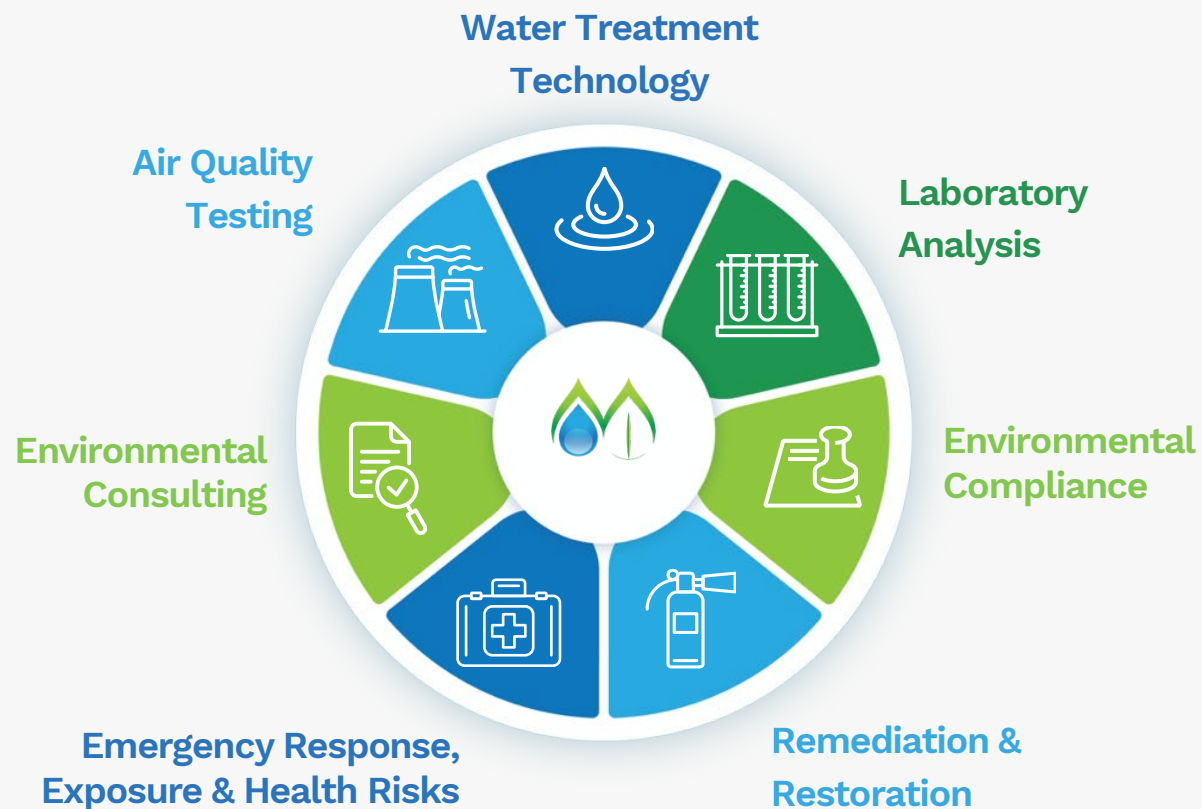 Water Treatment
Technology
Air Quality
Testing
Laboratory
Analysis
Environmental
Consulting
Environmental
Compliance
Emergency Response,
Exposure & Health Risks
Remediation &
Restoration